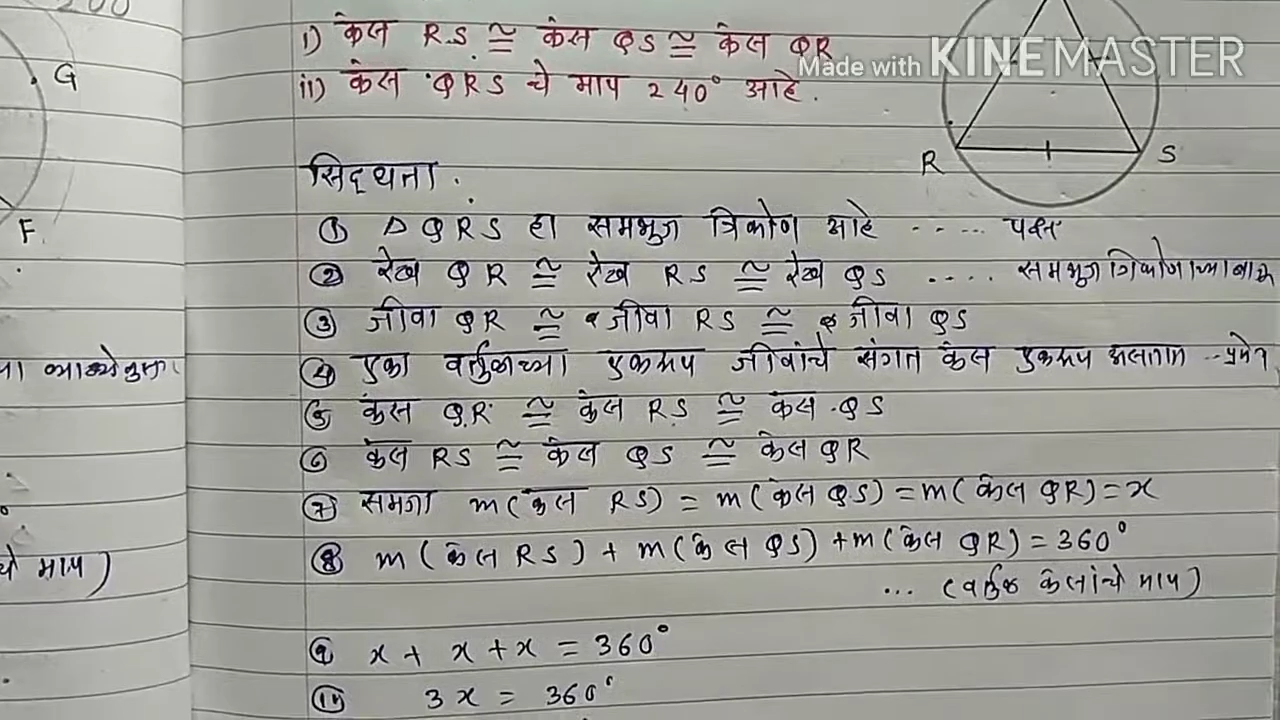 G
F.
चे माप)
i) कंस RS ≅ कंस QS ≅ कंस QR
ii) कंस QRS चे माप 240° आहे.
Made with KINEMASTER
R S
सिद्धता.
① △ QRS हा समभुज त्रिकोण आहे ..... पक्ष
② रेख QR ≅ रेख RS ≅ रेख QS .... समभुज त्रिकोणाच्या
③ जीवा QR ≅ जीवा RS ≅ जीवा QS
④ एका वर्तुळाच्या एकरूप जीवांचे संगत कंस एकरूप असतात ..प्रमेय
⑤ कंस QR ≅ कंस RS ≅ कंस QS
⑥ कंस RS ≅ कंस QS ≅ कंस QR
⑦ समजा m(कंस RS) = m(कंस QS) = m(कंस QR) = x
⑧ m(कंस RS) + m(कंस QS) + m(कंस QR) = 360°
... (वर्तुळ कंसांचे माप)
⑨ x + x + x = 360°
⑩ 3x = 360°